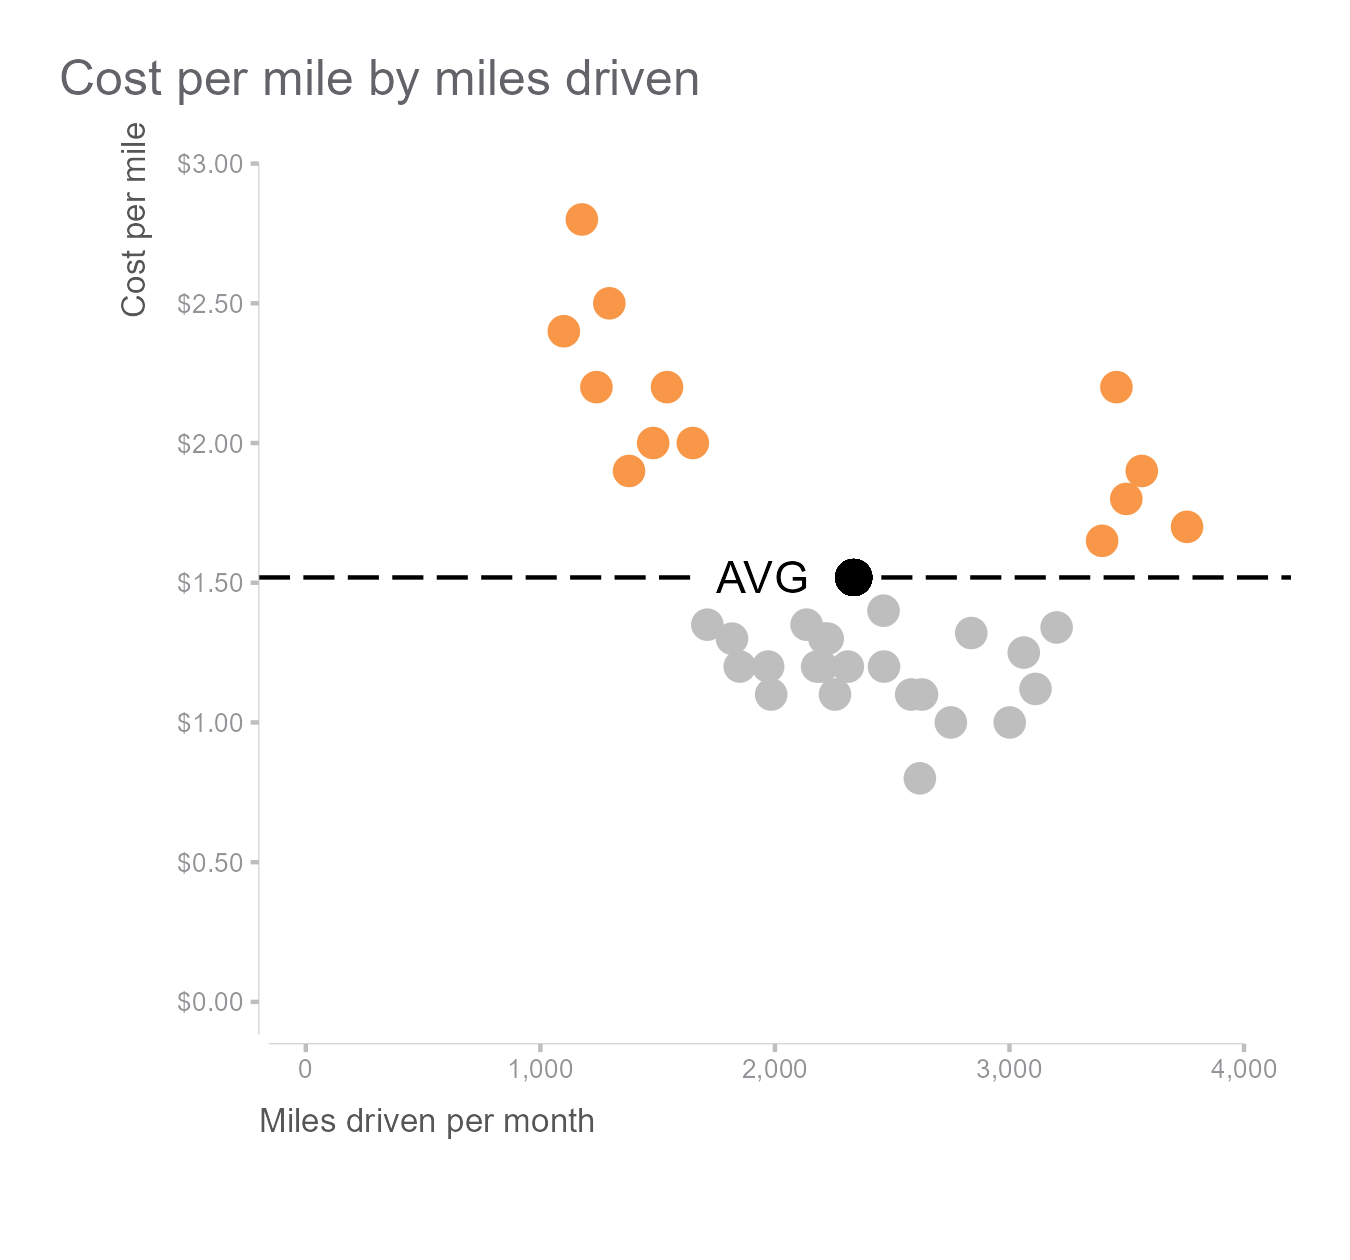 Cost per mile by miles driven
Cost per mile
$3.00
$2.50
$2.00
$1.50
$1.00
$0.50
$0.00
AVG
0 1,000 2,000 3,000 4,000
Miles driven per month